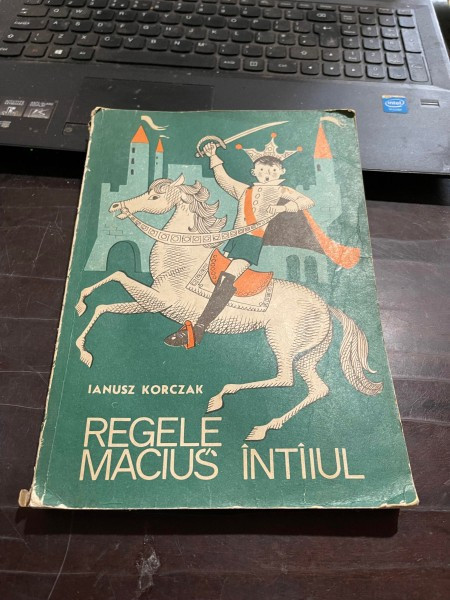 IANUSZ KORCZAK
REGELE
MACIUŚ ÎNTÎIUL